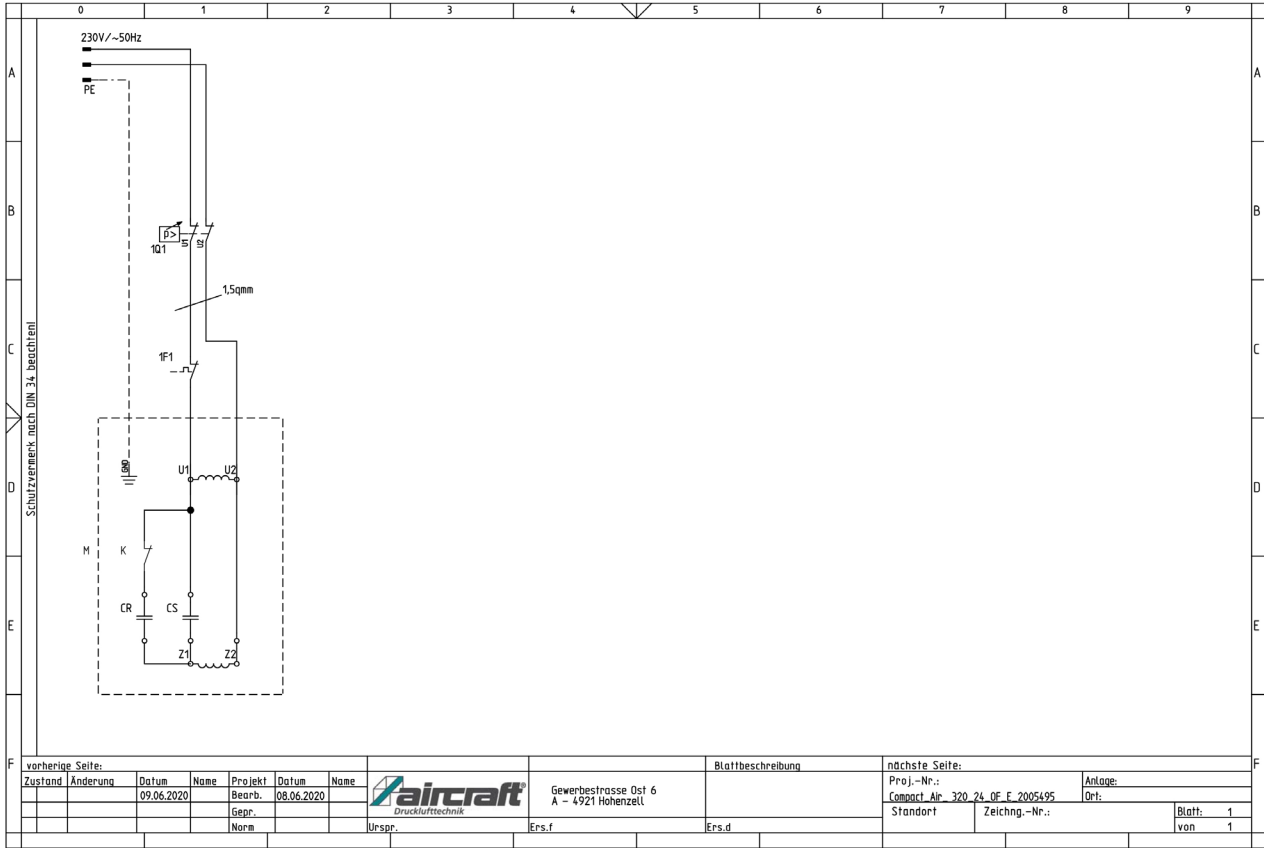 0 1 2 3 4 5 6 7 8 9
A A
B B
C C
D D
E E
F F
Schutzvermerk nach DIN 34 beachten!
230V/~50Hz
PE
p>
1Q1
U1 U2
1,5qmm
1F1
GND
U1 U2
M K
CR CS
Z1 Z2
vorherige Seite:
Zustand Änderung Datum Name Projekt Datum Name
09.06.2020 Bearb. 08.06.2020
Gepr.
Norm
aircraft
Drucklufttechnik
Urspr.
Gewerbestrasse Ost 6
A - 4921 Hohenzell
Ers.f
Blattbeschreibung
Ers.d
nächste Seite:
Proj.-Nr.: Anlage:
Compact_Air_ 320_24_OF_E_2005495 Ort:
Standort Zeichng.-Nr.: Blatt: 1
von 1